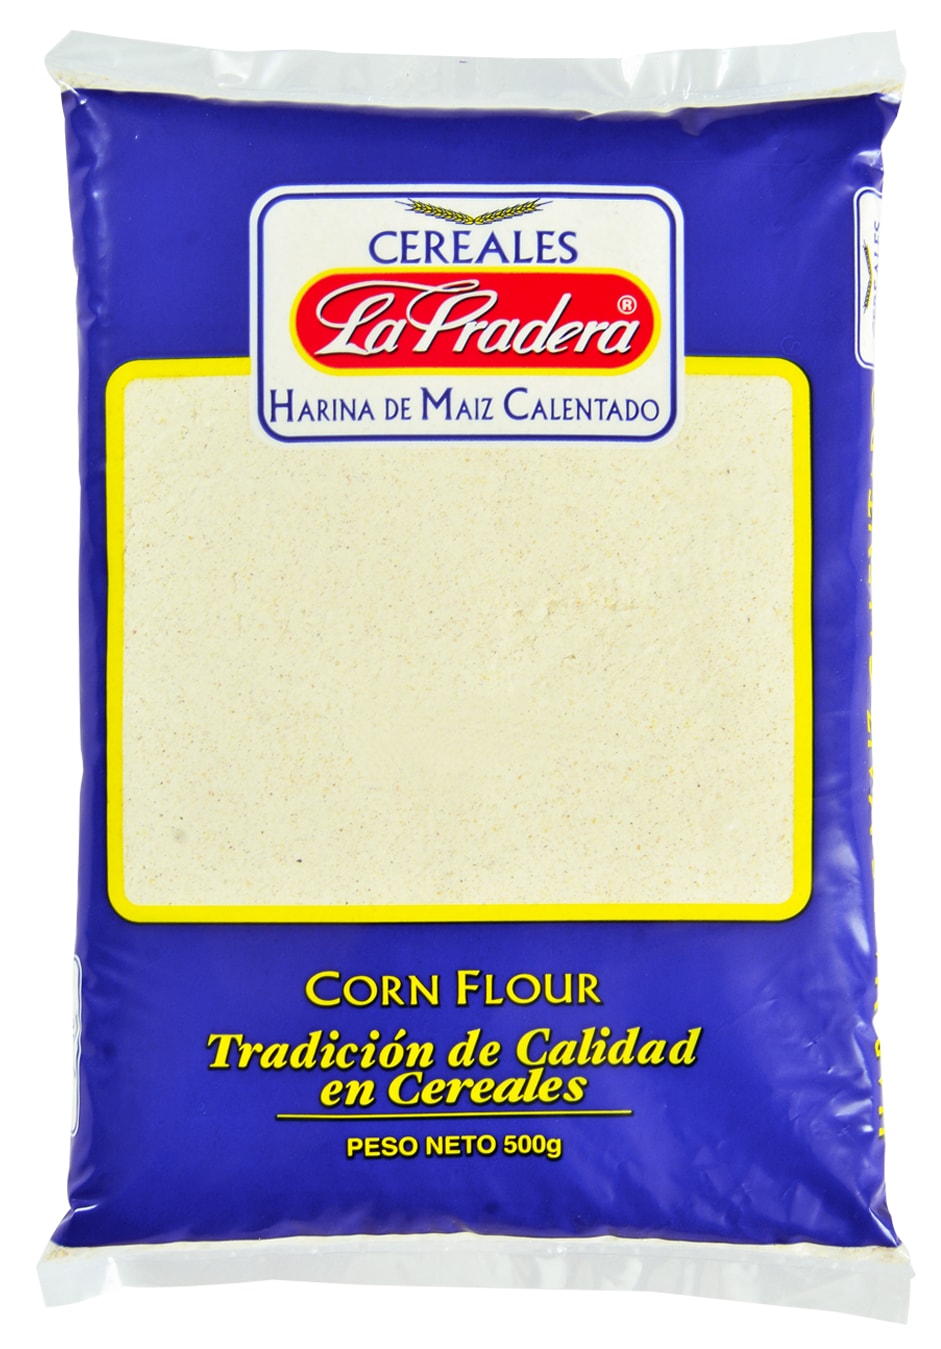 CEREALES
La Pradera®
HARINA DE MAIZ CALENTADO
CORN FLOUR
Tradición de Calidad
en Cereales
PESO NETO 500g